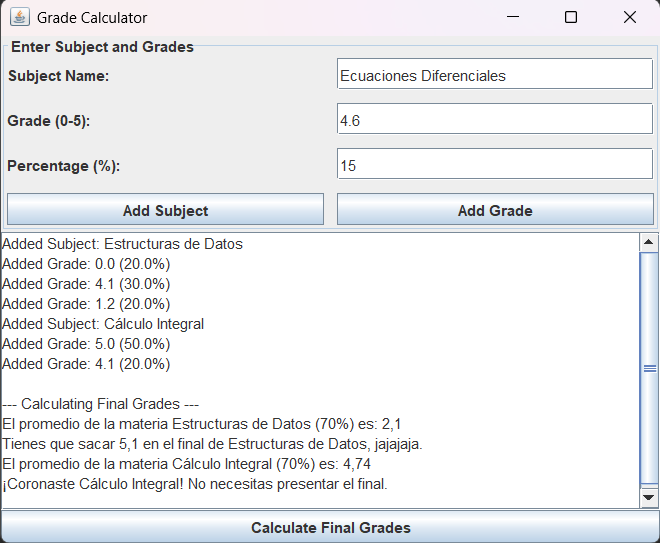 Grade Calculator
Enter Subject and Grades
Subject Name:
Ecuaciones Diferenciales
Grade (0-5):
4.6
Percentage (%):
15
Add Subject
Add Grade
Added Subject: Estructuras de Datos
Added Grade: 0.0 (20.0%)
Added Grade: 4.1 (30.0%)
Added Grade: 1.2 (20.0%)
Added Subject: Cálculo Integral
Added Grade: 5.0 (50.0%)
Added Grade: 4.1 (20.0%)
--- Calculating Final Grades ---
El promedio de la materia Estructuras de Datos (70%) es: 2,1
Tienes que sacar 5,1 en el final de Estructuras de Datos, jajajaja.
El promedio de la materia Cálculo Integral (70%) es: 4,74
¡Coronaste Cálculo Integral! No necesitas presentar el final.
Calculate Final Grades